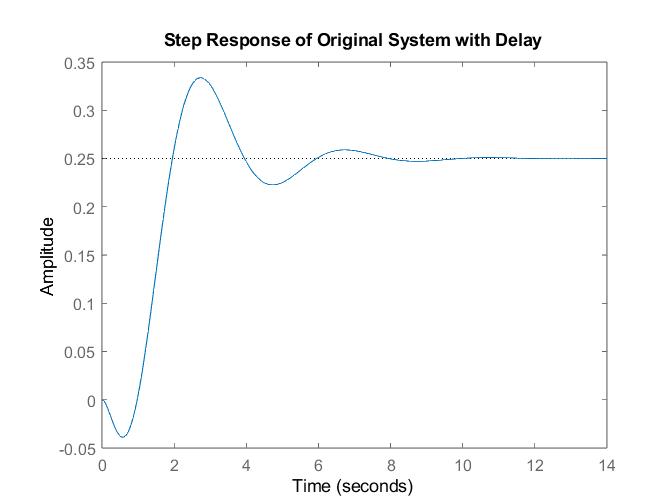 Step Response of Original System with Delay
0.35
0.3
0.25
0.2
0.15
0.1
0.05
0
-0.05
Amplitude
0 2 4 6 8 10 12 14
Time (seconds)